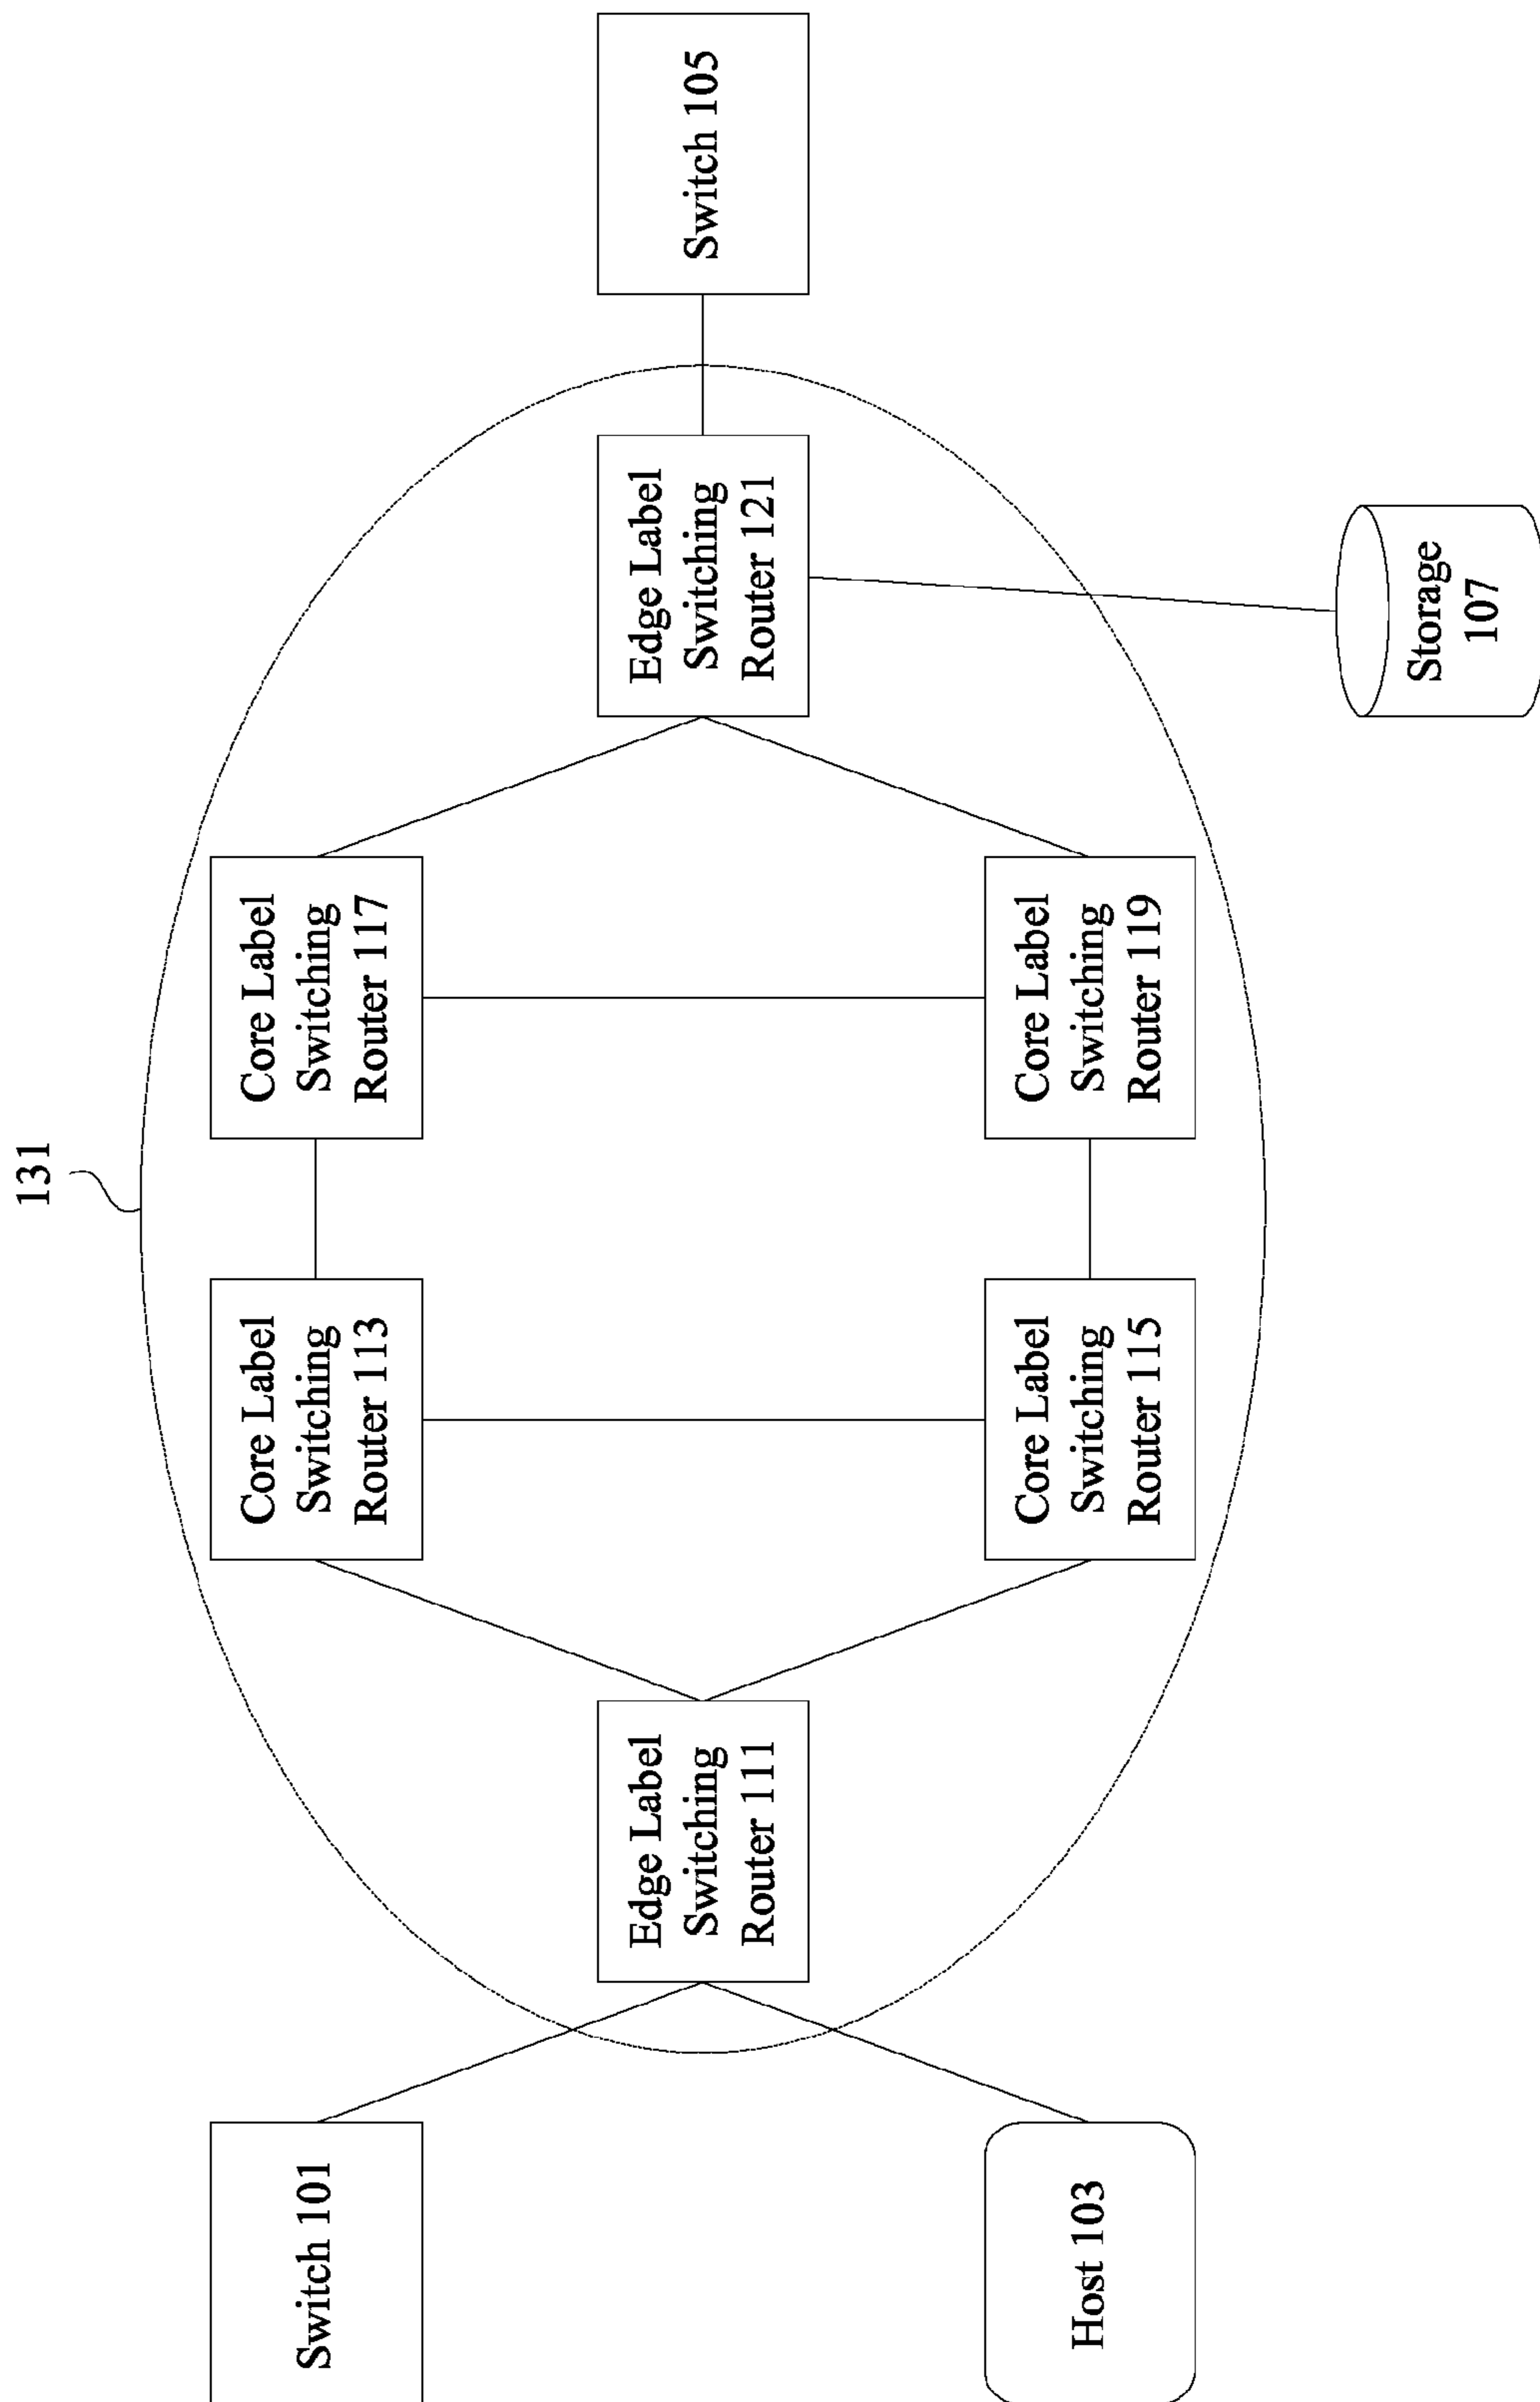 131
Switch 101
Core Label
Switching
Router 113
Core Label
Switching
Router 117
Edge Label
Switching
Router 111
Edge Label
Switching
Router 121
Switch 105
Host 103
Core Label
Switching
Router 115
Core Label
Switching
Router 119
Storage
107